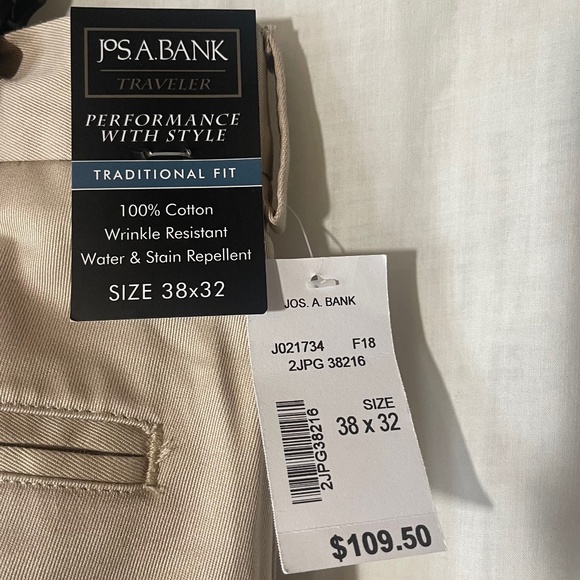 JoS.A.BANK
TRAVELER
PERFORMANCE
WITH STYLE
TRADITIONAL FIT
100% Cotton
Wrinkle Resistant
Water & Stain Repellent
SIZE 38x32
JOS. A. BANK
J021734 F18
2JPG 38216
SIZE
38 x 32
2JPG38216
$109.50